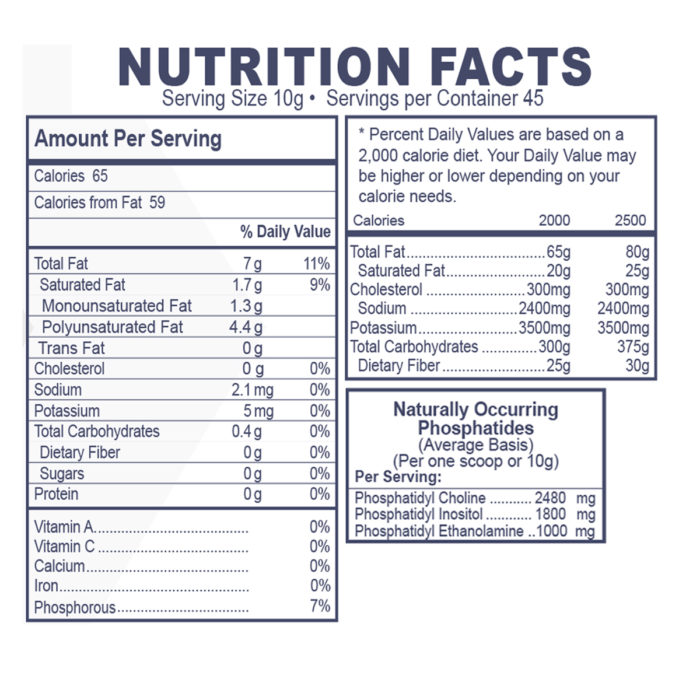 NUTRITION FACTS
Serving Size 10g • Servings per Container 45
Amount Per Serving
Calories 65
Calories from Fat 59
% Daily Value
Total Fat 7 g 11%
Saturated Fat 1.7 g 9%
Monounsaturated Fat 1.3 g
Polyunsaturated Fat 4.4 g
Trans Fat 0 g
Cholesterol 0 g 0%
Sodium 2.1 mg 0%
Potassium 5 mg 0%
Total Carbohydrates 0.4 g 0%
Dietary Fiber 0 g 0%
Sugars 0 g 0%
Protein 0 g 0%
Vitamin A 0%
Vitamin C 0%
Calcium 0%
Iron 0%
Phosphorous 7%
* Percent Daily Values are based on a
2,000 calorie diet. Your Daily Value may
be higher or lower depending on your
calorie needs.
Calories 2000 2500
Total Fat 65g 80g
Saturated Fat 20g 25g
Cholesterol 300mg 300mg
Sodium 2400mg 2400mg
Potassium 3500mg 3500mg
Total Carbohydrates 300g 375g
Dietary Fiber 25g 30g
Naturally Occurring
Phosphatides
(Average Basis)
(Per one scoop or 10g)
Per Serving:
Phosphatidyl Choline 2480 mg
Phosphatidyl Inositol 1800 mg
Phosphatidyl Ethanolamine 1000 mg